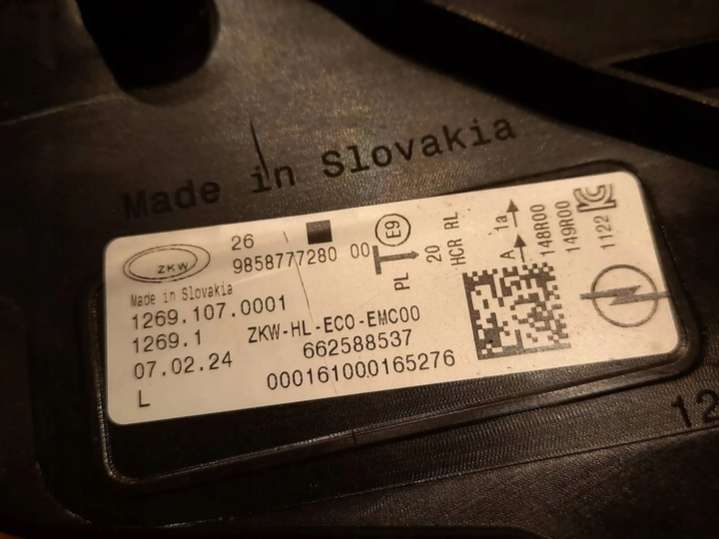 Made in Slovakia
ZKW
26
9858777280 00
Made in Slovakia
1269.107.0001
1269.1 ZKW-HL-ECO-EMC00
07.02.24 662588537
L 000161000165276
E9
PL
20
HCR RL
A 1a
148R00
149R00
1122
12